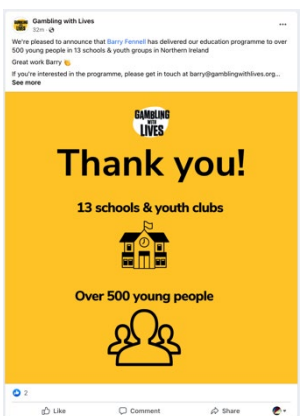 Gambling with Lives
32m
We're pleased to announce that Barry Fennell has delivered our education programme to over
500 young people in 13 schools & youth groups in Northern Ireland
Great work Barry 👏
If you're interested in the programme, please get in touch at barry@gamblingwithlives.org...
See more
GAMBLING
WITH
LIVES
Thank you!
13 schools & youth clubs
Over 500 young people
2
Like Comment Share